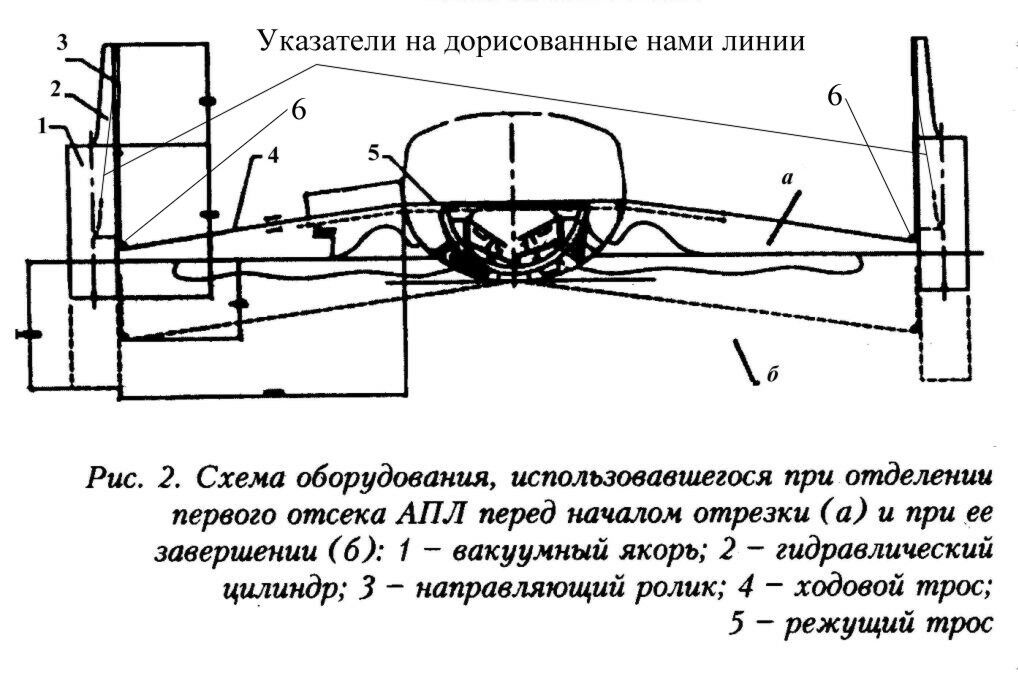 Указатели на дорисованные нами линии
3
2
1
6
4
5
6
а
б
Рис. 2. Схема оборудования, использовавшегося при отделении
первого отсека АПЛ перед началом отрезки (а) и при ее
завершении (б): 1 – вакуумный якорь; 2 – гидравлический
цилиндр; 3 – направляющий ролик; 4 – ходовой трос;
5 – режущий трос